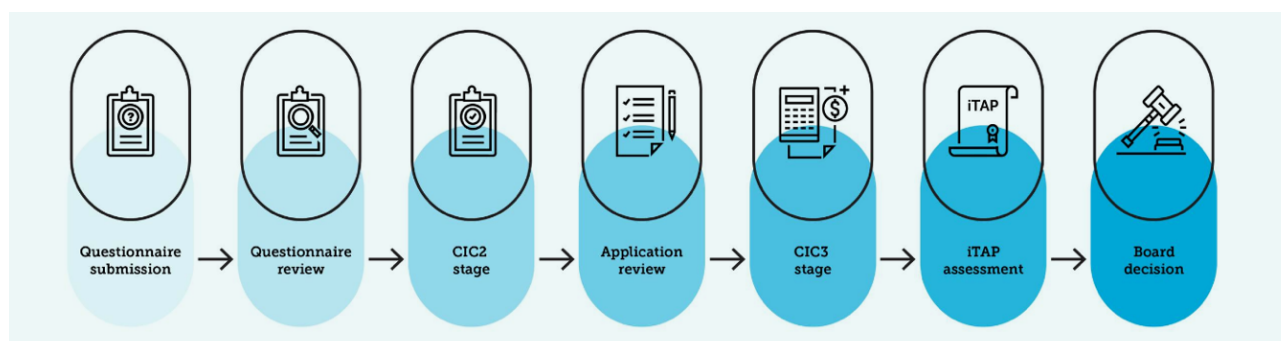 iTAP
Questionnaire
submission
Questionnaire
review
CIC2
stage
Application
review
CIC3
stage
iTAP
assessment
Board
decision